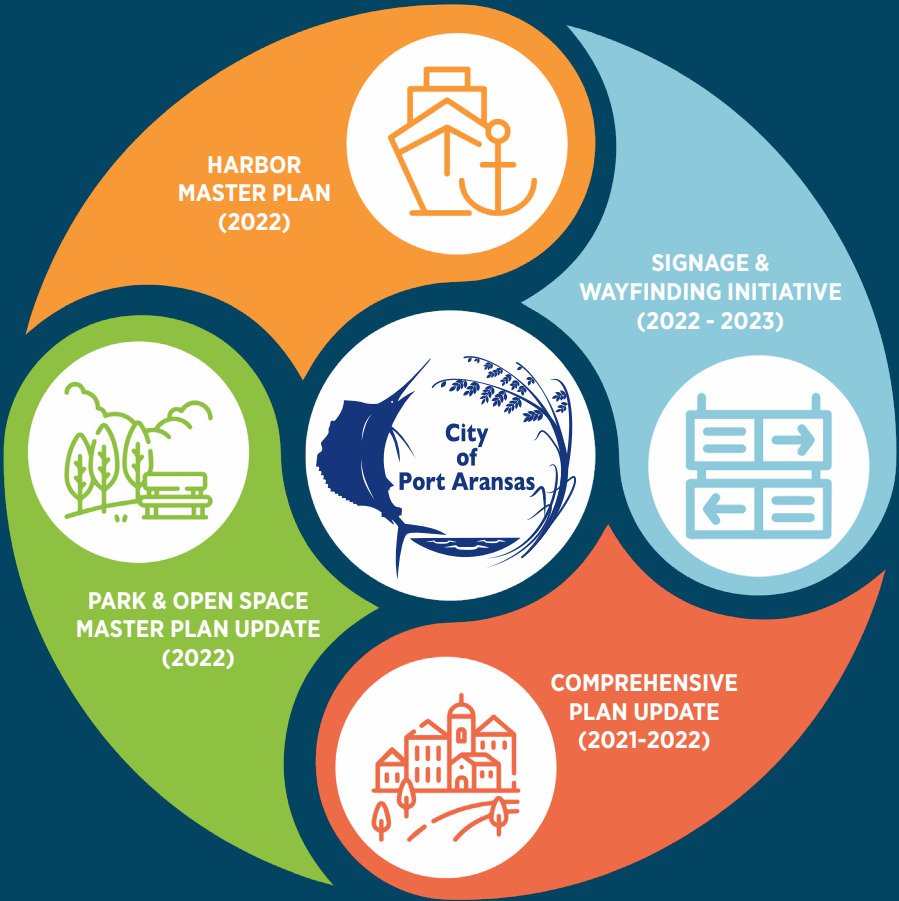 HARBOR
MASTER PLAN
(2022)
SIGNAGE &
WAYFINDING INITIATIVE
(2022 - 2023)
City
of
Port Aransas
PARK & OPEN SPACE
MASTER PLAN UPDATE
(2022)
COMPREHENSIVE
PLAN UPDATE
(2021-2022)